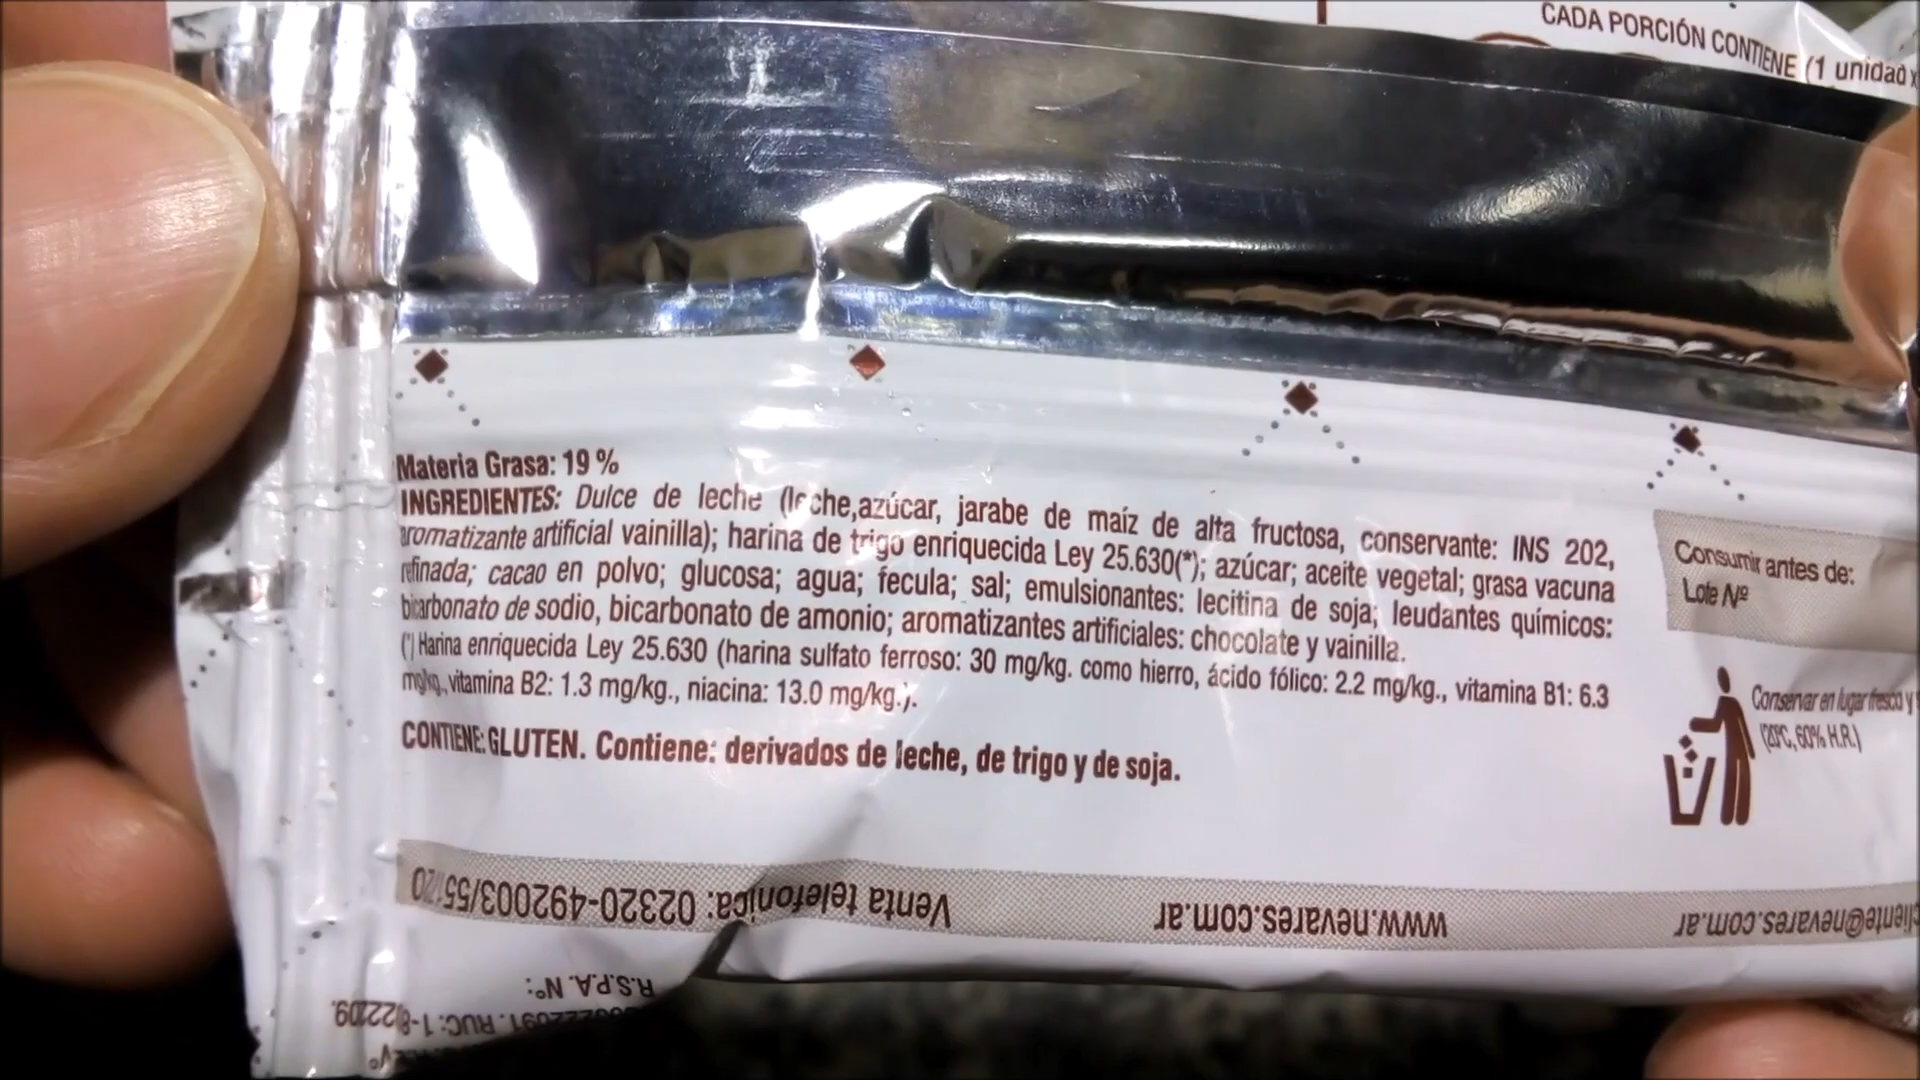 CADA PORCIÓN CONTIENE (1 unidad x
Materia Grasa: 19 %
INGREDIENTES: Dulce de leche (leche,azúcar, jarabe de maíz de alta fructosa, conservante: INS 202,
aromatizante artificial vainilla); harina de trigo enriquecida Ley 25.630(*); azúcar; aceite vegetal; grasa vacuna
refinada; cacao en polvo; glucosa; agua; fecula; sal; emulsionantes: lecitina de soja; leudantes químicos:
bicarbonato de sodio, bicarbonato de amonio; aromatizantes artificiales: chocolate y vainilla.
(*) Harina enriquecida Ley 25.630 (harina sulfato ferroso: 30 mg/kg. como hierro, ácido fólico: 2.2 mg/kg., vitamina B1: 6.3
mg/kg., vitamina B2: 1.3 mg/kg., niacina: 13.0 mg/kg.).
CONTIENE: GLUTEN. Contiene: derivados de leche, de trigo y de soja.
Consumir antes de:
Lote Nº
Conservar en lugar fresco y
(20ºC, 60% H.R.)
cliente@nevares.com.ar
www.nevares.com.ar
Venta telefonica: 02320-492003/55
R.S.P.A. Nº:
RUC: 1-